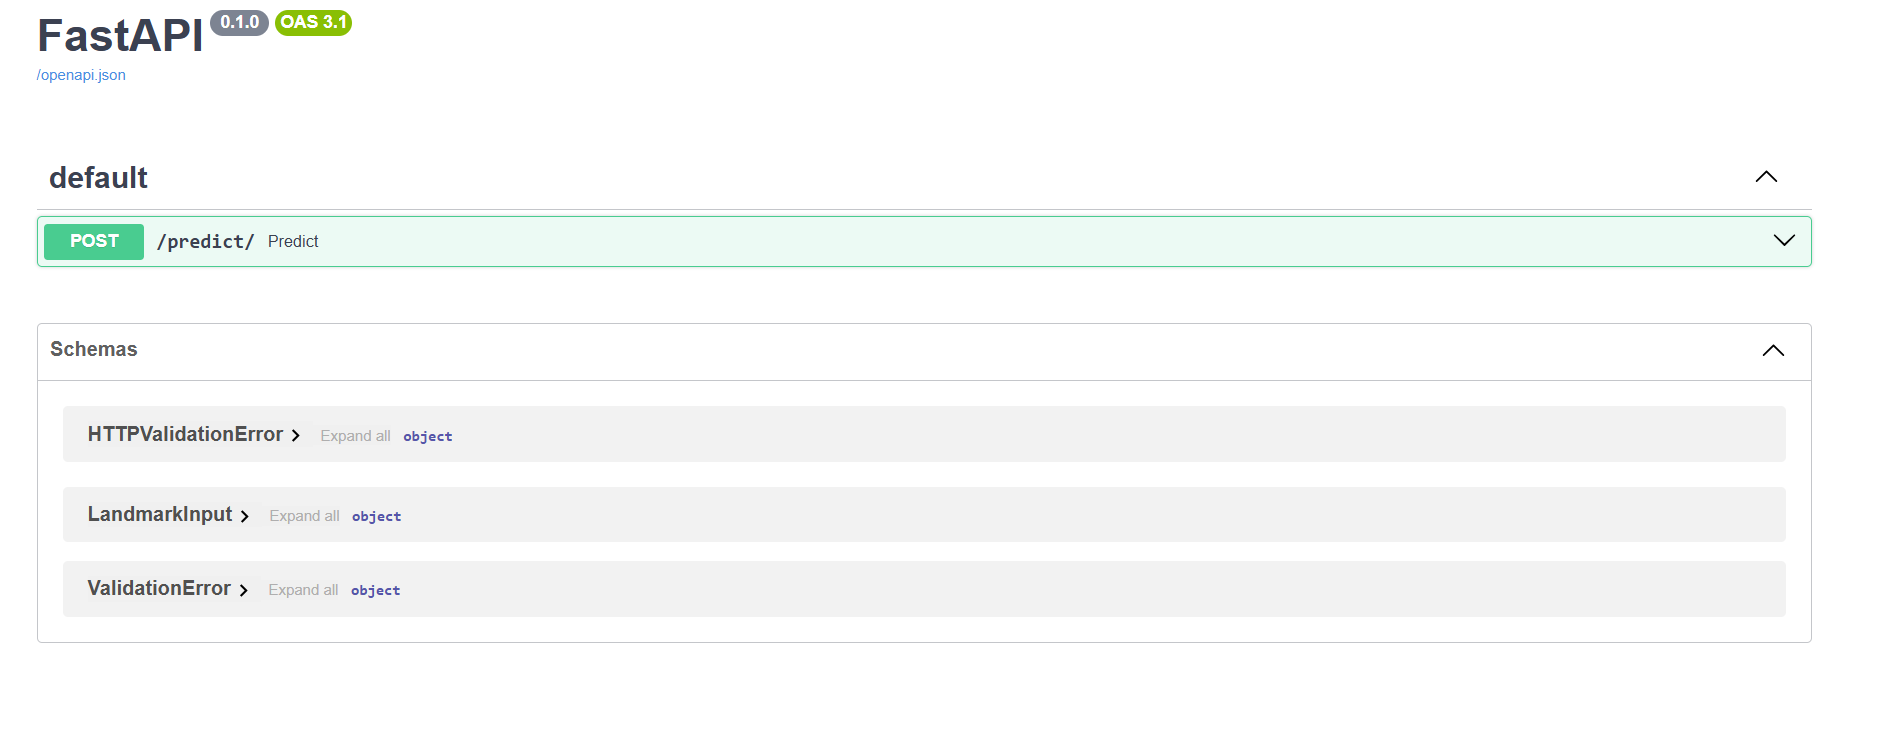 FastAPI 0.1.0 OAS 3.1
/openapi.json
default
POST /predict/ Predict
Schemas
HTTPValidationError Expand all object
LandmarkInput Expand all object
ValidationError Expand all object